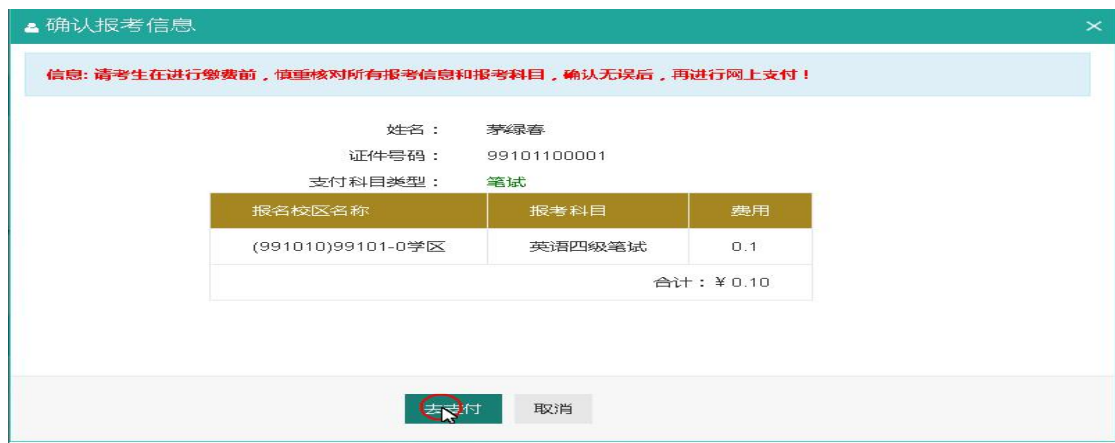 确认报考信息
信息: 请考生在进行缴费前，慎重核对所有报考信息和报考科目，确认无误后，再进行网上支付！
姓名： 茅绿春
证件号码： 99101100001
支付科目类型： 笔试
报名校区名称 报考科目 费用
(991010)99101-0学区 英语四级笔试 0.1
合计：¥ 0.10
去支付 取消